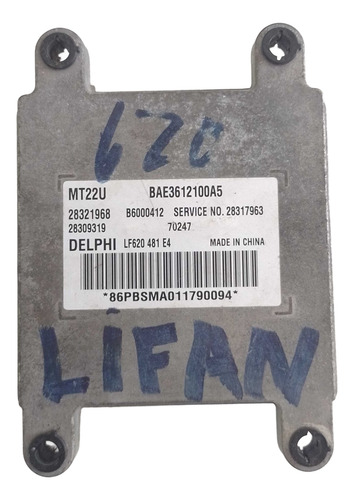 620
MT22U BAE3612100A5
28321968 B6000412 SERVICE NO. 28317963
28309319 70247
DELPHI LF620 481 E4 MADE IN CHINA
*86PBSMA011790094*
LIFAN